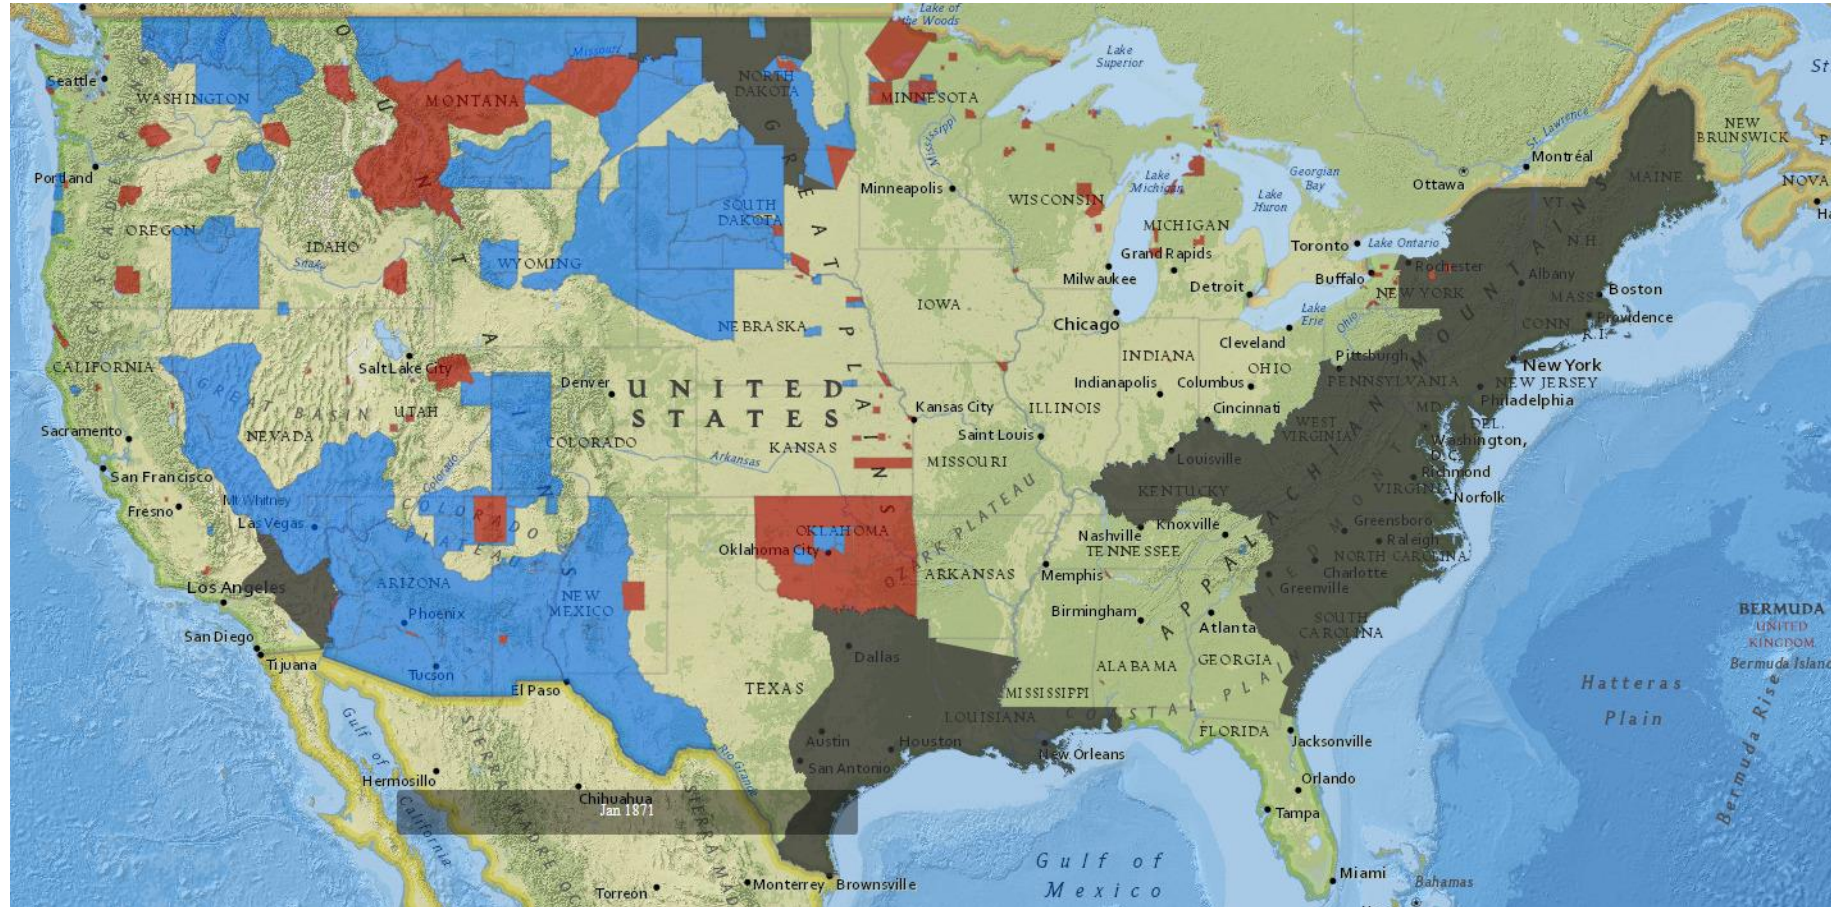 Lake of
the Woods
Lake
Superior
St. Lawrence
NEW
BRUNSWICK
Seattle
WASHINGTON
Missouri
MONTANA
NORTH
DAKOTA
MINNESOTA
Mississippi
Montréal
Ottawa
MAINE
NOVA
Portland
Minneapolis
WISCONSIN
Lake
Michigan
Lake
Huron
Georgian
Bay
VT.
N.H.
OREGON
IDAHO
Snake
WYOMING
SOUTH
DAKOTA
MICHIGAN
Grand Rapids
Toronto
Lake Ontario
Rochester
Milwaukee
Detroit
Buffalo
NEW YORK
Albany
MASS
Boston
Providence
CONN.
R.I.
IOWA
Chicago
Lake
Erie
Ohio
NEBRASKA
Cleveland
Pittsburgh
New York
CALIFORNIA
GREAT BASIN
NEVADA
Salt Lake City
UTAH
Denver
COLORADO
UNITED
STATES
KANSAS
Arkansas
Kansas City
Saint Louis
MISSOURI
ILLINOIS
INDIANA
Indianapolis
OHIO
Columbus
Cincinnati
PENNSYLVANIA
NEW JERSEY
Philadelphia
MD.
DEL.
WEST
VIRGINIA
Washington,
D.C.
Richmond
VIRGINIA
Norfolk
Louisville
KENTUCKY
Sacramento
San Francisco
Fresno
Mt Whitney
Las Vegas
Colorado
COLORADO
PLATEAU
GREAT PLAINS
OZARK PLATEAU
APPALACHIAN MOUNTAINS
PIEDMONT
OKLAHOMA
Oklahoma City
ARKANSAS
Memphis
Nashville
TENNESSEE
Knoxville
Greensboro
Raleigh
NORTH CAROLINA
Charlotte
Greenville
SOUTH
CAROLINA
Los Angeles
San Diego
Tijuana
ARIZONA
Phoenix
Tucson
NEW
MEXICO
El Paso
TEXAS
Dallas
Austin
Houston
San Antonio
LOUISIANA
New Orleans
MISSISSIPPI
Birmingham
ALABAMA
Atlanta
GEORGIA
COASTAL PLAIN
FLORIDA
Jacksonville
Orlando
Tampa
Miami
Bahamas
BERMUDA
UNITED
KINGDOM
Bermuda Island
Bermuda Rise
Hatteras
Plain
Gulf of
California
Hermosillo
Chihuahua
SIERRA MADRE OC
SIERRA MAD
Rio Grande
Torreón
Monterrey
Brownsville
Gulf of
Mexico
Jan 1871